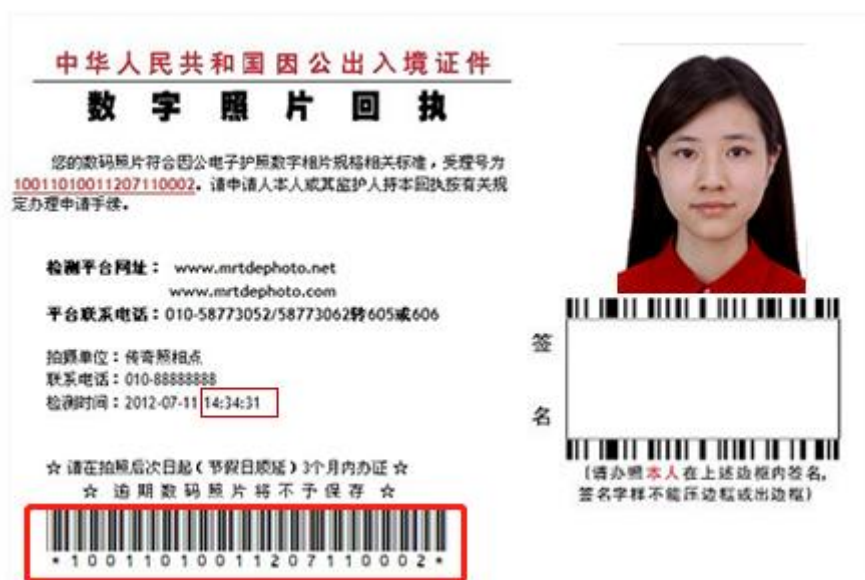 中华人民共和国因公出入境证件
数字照片回执
您的数码照片符合因公电子护照数字相片规格相关标准，受理号为
10011010011207110002。请申请人本人或其监护人持本回执按有关规
定办理申请手续。
检测平台网址： www.mrtdephoto.net
www.mrtdephoto.com
平台联系电话：010-58773052/58773062转605或606
拍摄单位：传奇照相点
联系电话：010-88888888
检测时间：2012-07-11 14:34:31
☆ 请在拍照后次日起（节假日顺延）3个月内办证 ☆
☆ 逾期数码照片将不予保存 ☆
*10011010011207110002*
签
名
（请办照本人在上述边框内签名，
签名字样不能压边框或出边框）